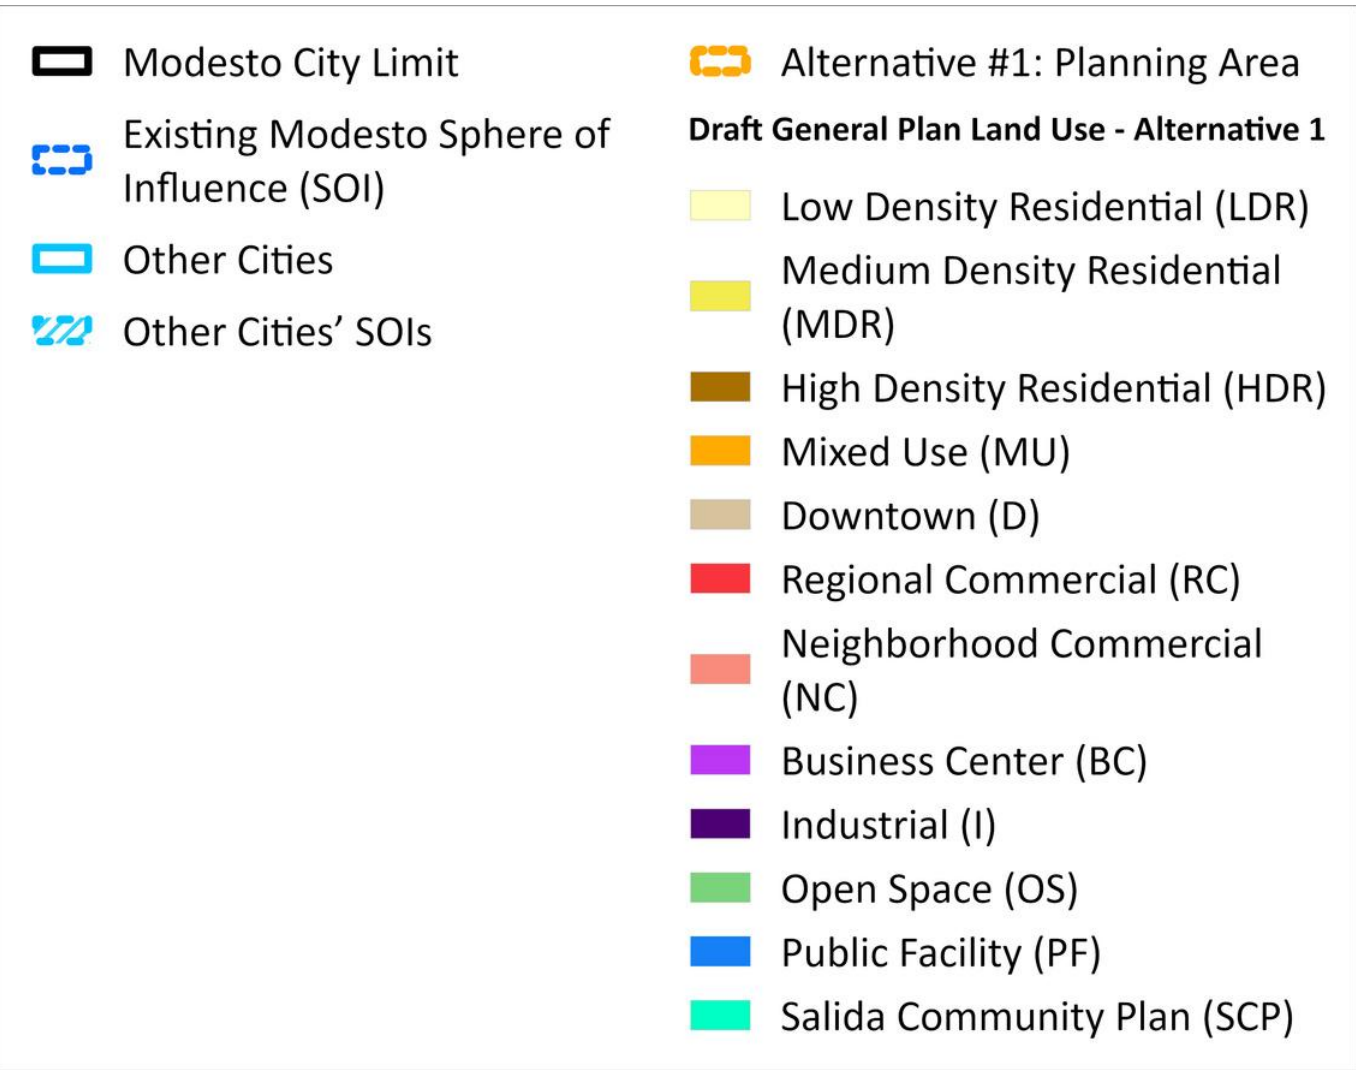 Modesto City Limit
Existing Modesto Sphere of
Influence (SOI)
Other Cities
Other Cities’ SOIs
Alternative #1: Planning Area
Draft General Plan Land Use - Alternative 1
Low Density Residential (LDR)
Medium Density Residential
(MDR)
High Density Residential (HDR)
Mixed Use (MU)
Downtown (D)
Regional Commercial (RC)
Neighborhood Commercial
(NC)
Business Center (BC)
Industrial (I)
Open Space (OS)
Public Facility (PF)
Salida Community Plan (SCP)